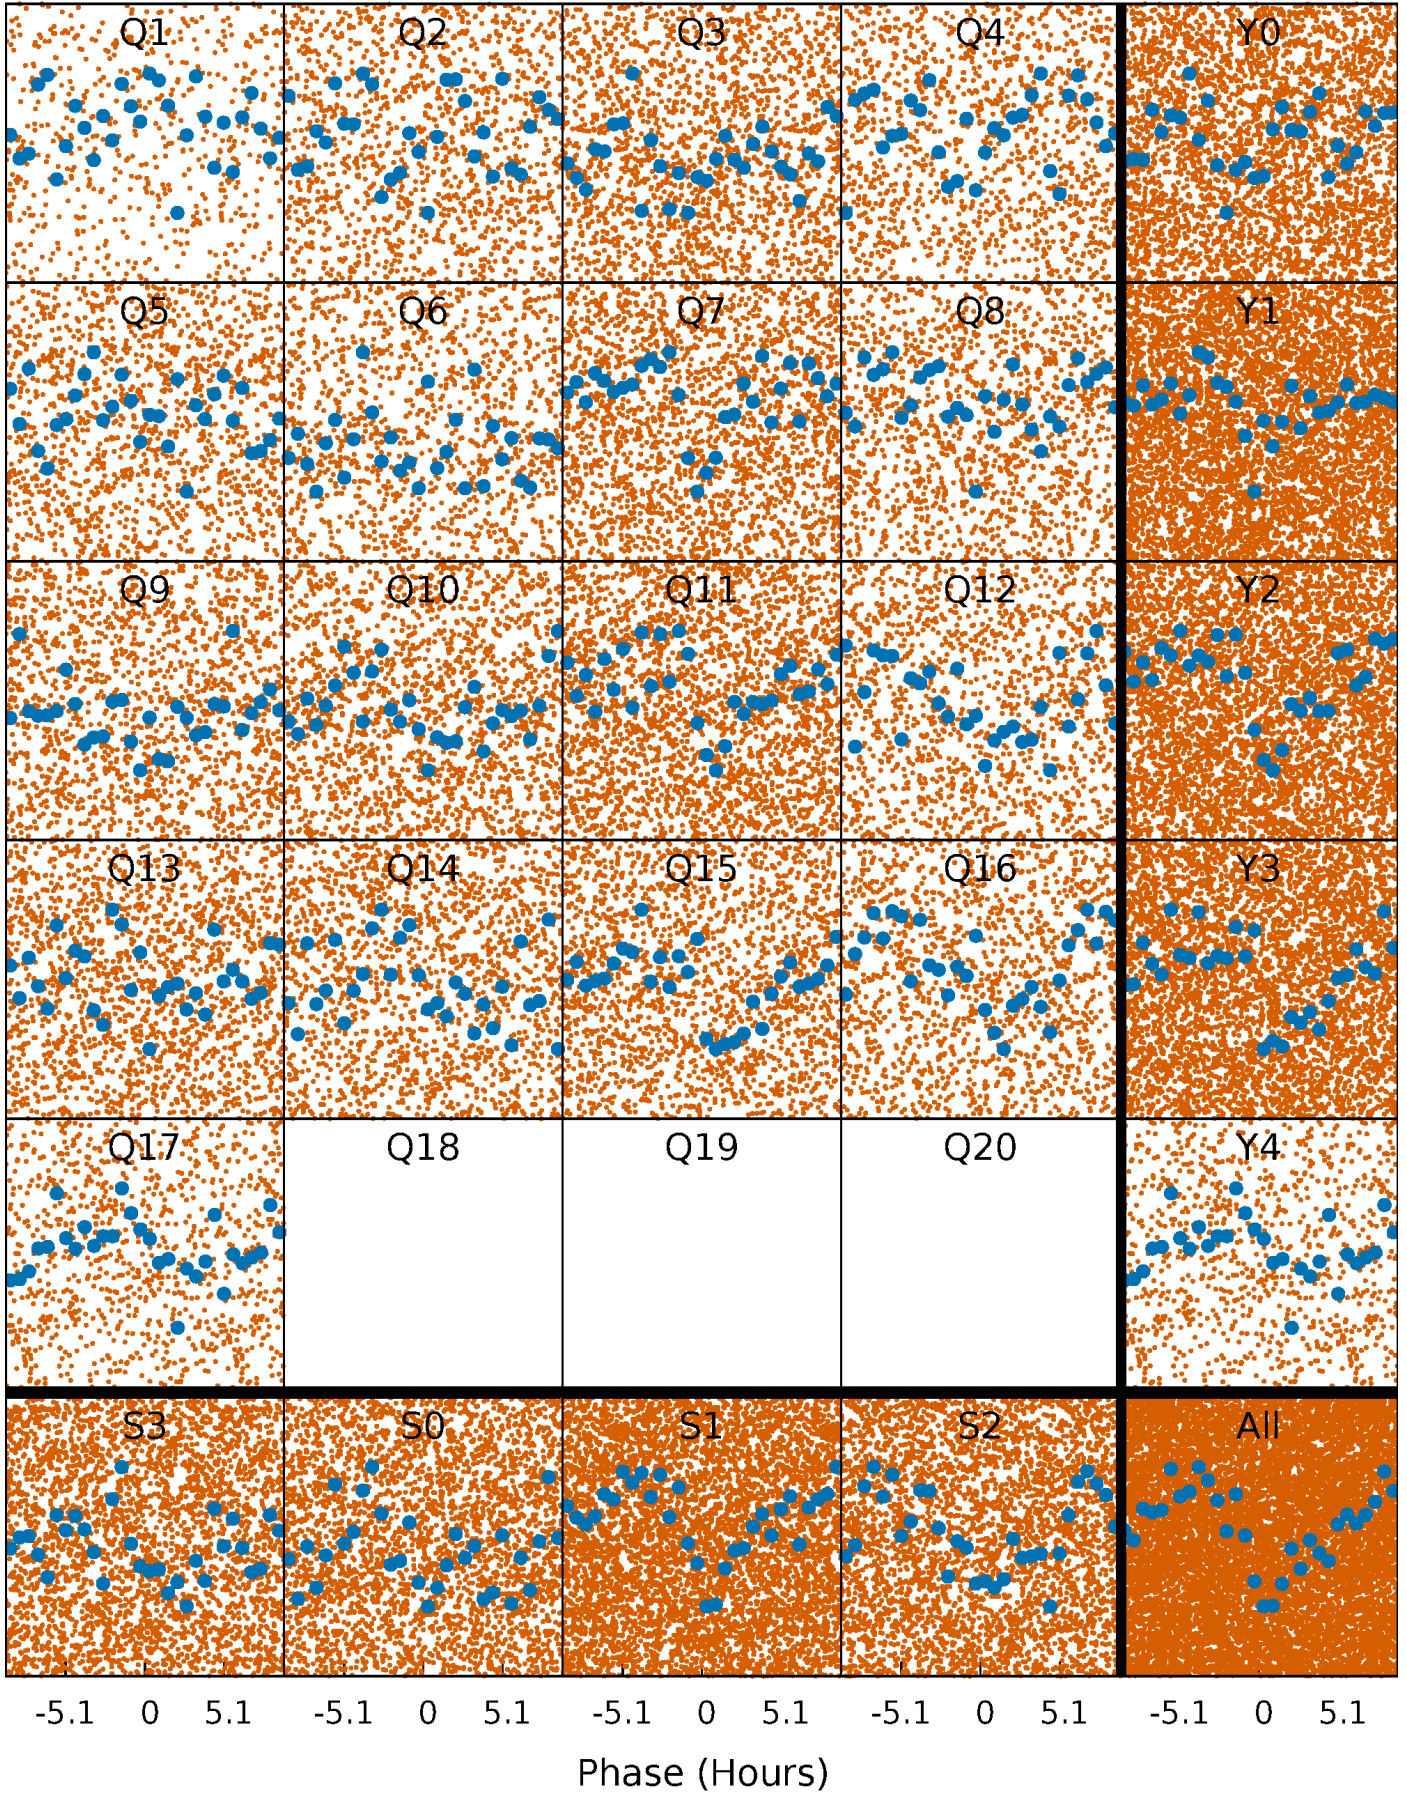 Q1 Q2 Q3 Q4 Y0
Q5 Q6 Q7 Q8 Y1
Q9 Q10 Q11 Q12 Y2
Q13 Q14 Q15 Q16 Y3
Q17 Q18 Q19 Q20 Y4
S3 S0 S1 S2 All
-5.1 0 5.1 -5.1 0 5.1 -5.1 0 5.1 -5.1 0 5.1 -5.1 0 5.1
Phase (Hours)